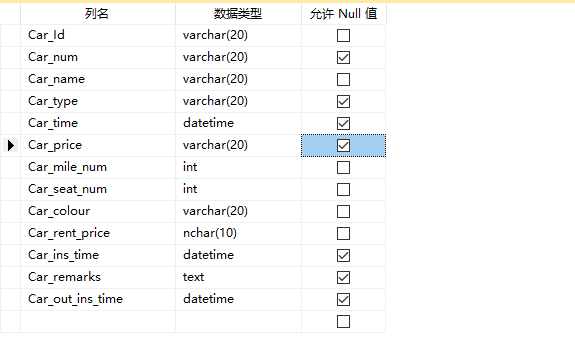 列名 数据类型 允许 Null 值
Car_Id varchar(20)
Car_num varchar(20)
Car_name varchar(20)
Car_type varchar(20)
Car_time datetime
Car_price varchar(20)
Car_mile_num int
Car_seat_num int
Car_colour varchar(20)
Car_rent_price nchar(10)
Car_ins_time datetime
Car_remarks text
Car_out_ins_time datetime